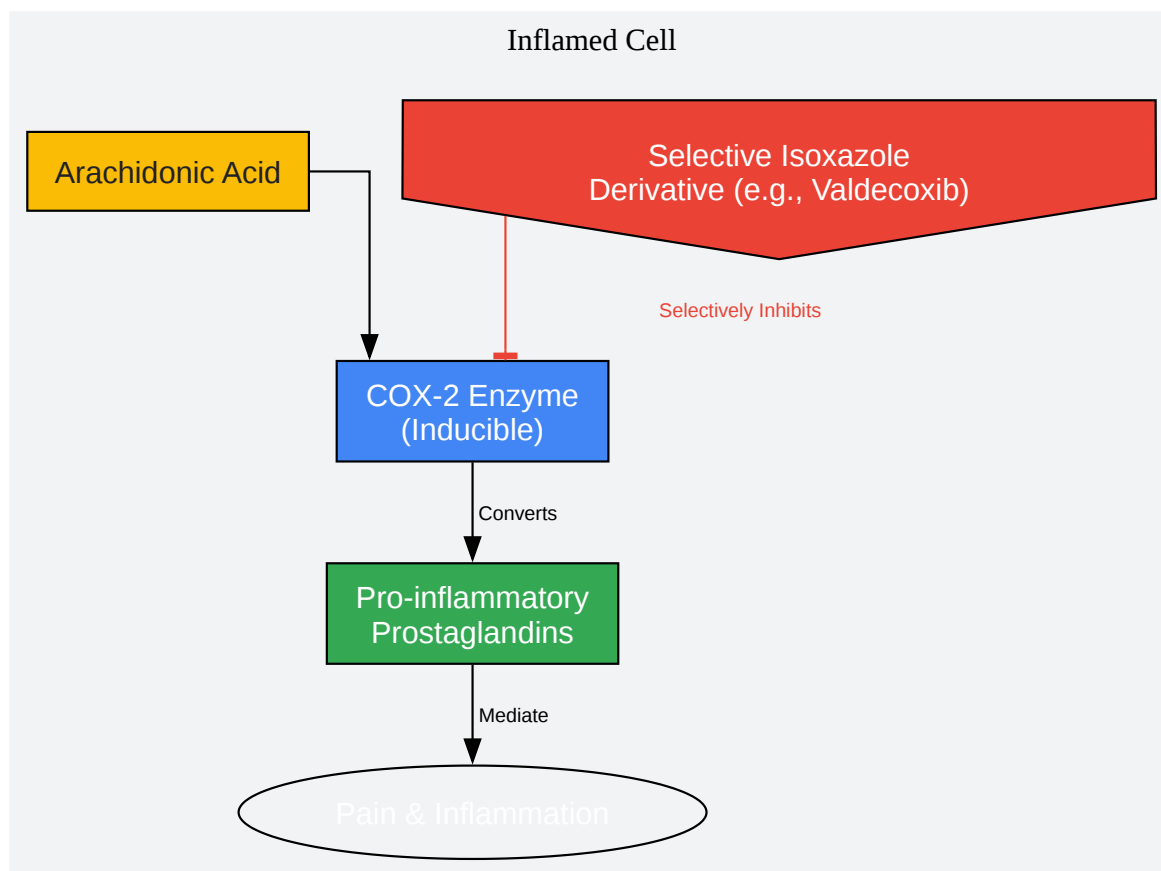 Inflamed Cell
Arachidonic Acid
Selective Isoxazole
Derivative (e.g., Valdecoxib)
Selectively Inhibits
COX-2 Enzyme
(Inducible)
Converts
Pro-inflammatory
Prostaglandins
Mediate
Pain & Inflammation